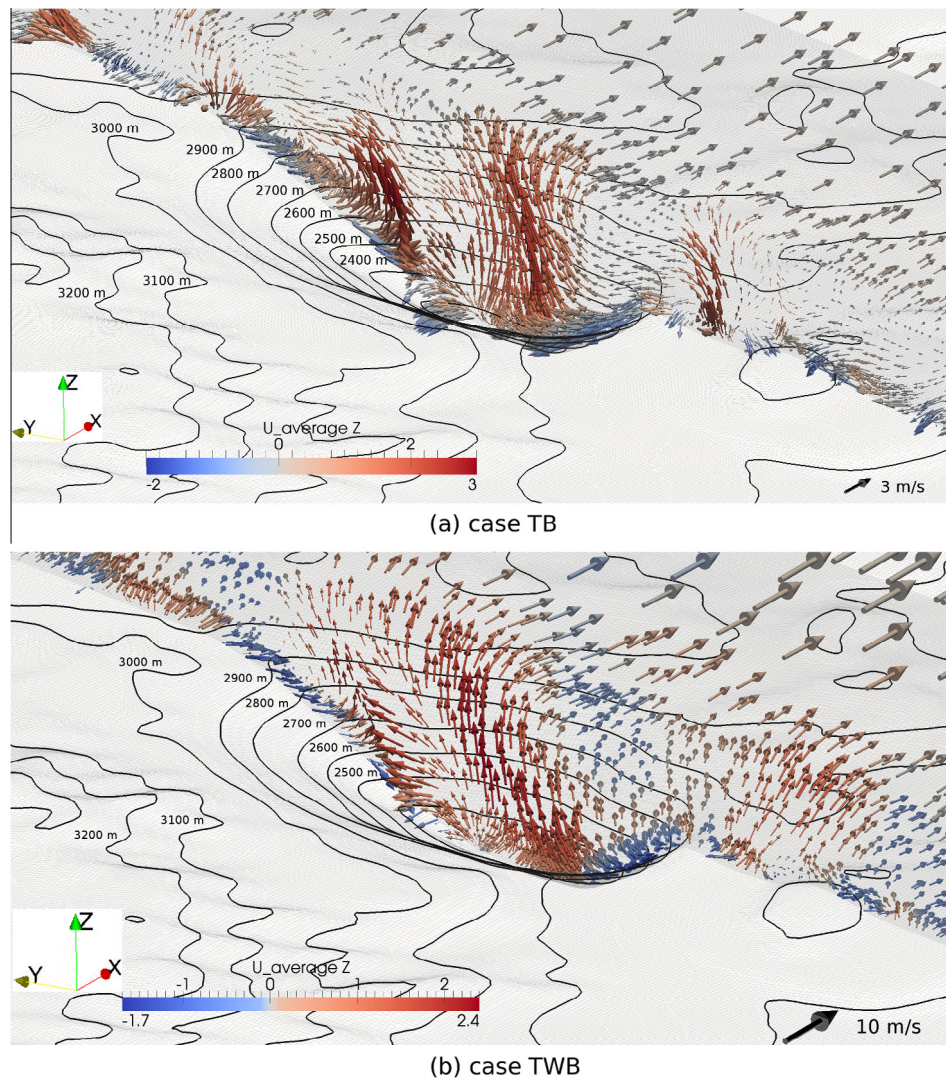 3000 m
2900 m
2800 m
2700 m
2600 m
2500 m
2400 m
3100 m
3200 m
Z
Y X
U_average Z
0 2
-2 3
3 m/s
(a) case TB
3000 m
2900 m
2800 m
2700 m
2600 m
2500 m
3100 m
3200 m
Z
Y X
U_average Z
-1 0 1 2
-1.7 2.4
10 m/s
(b) case TWB